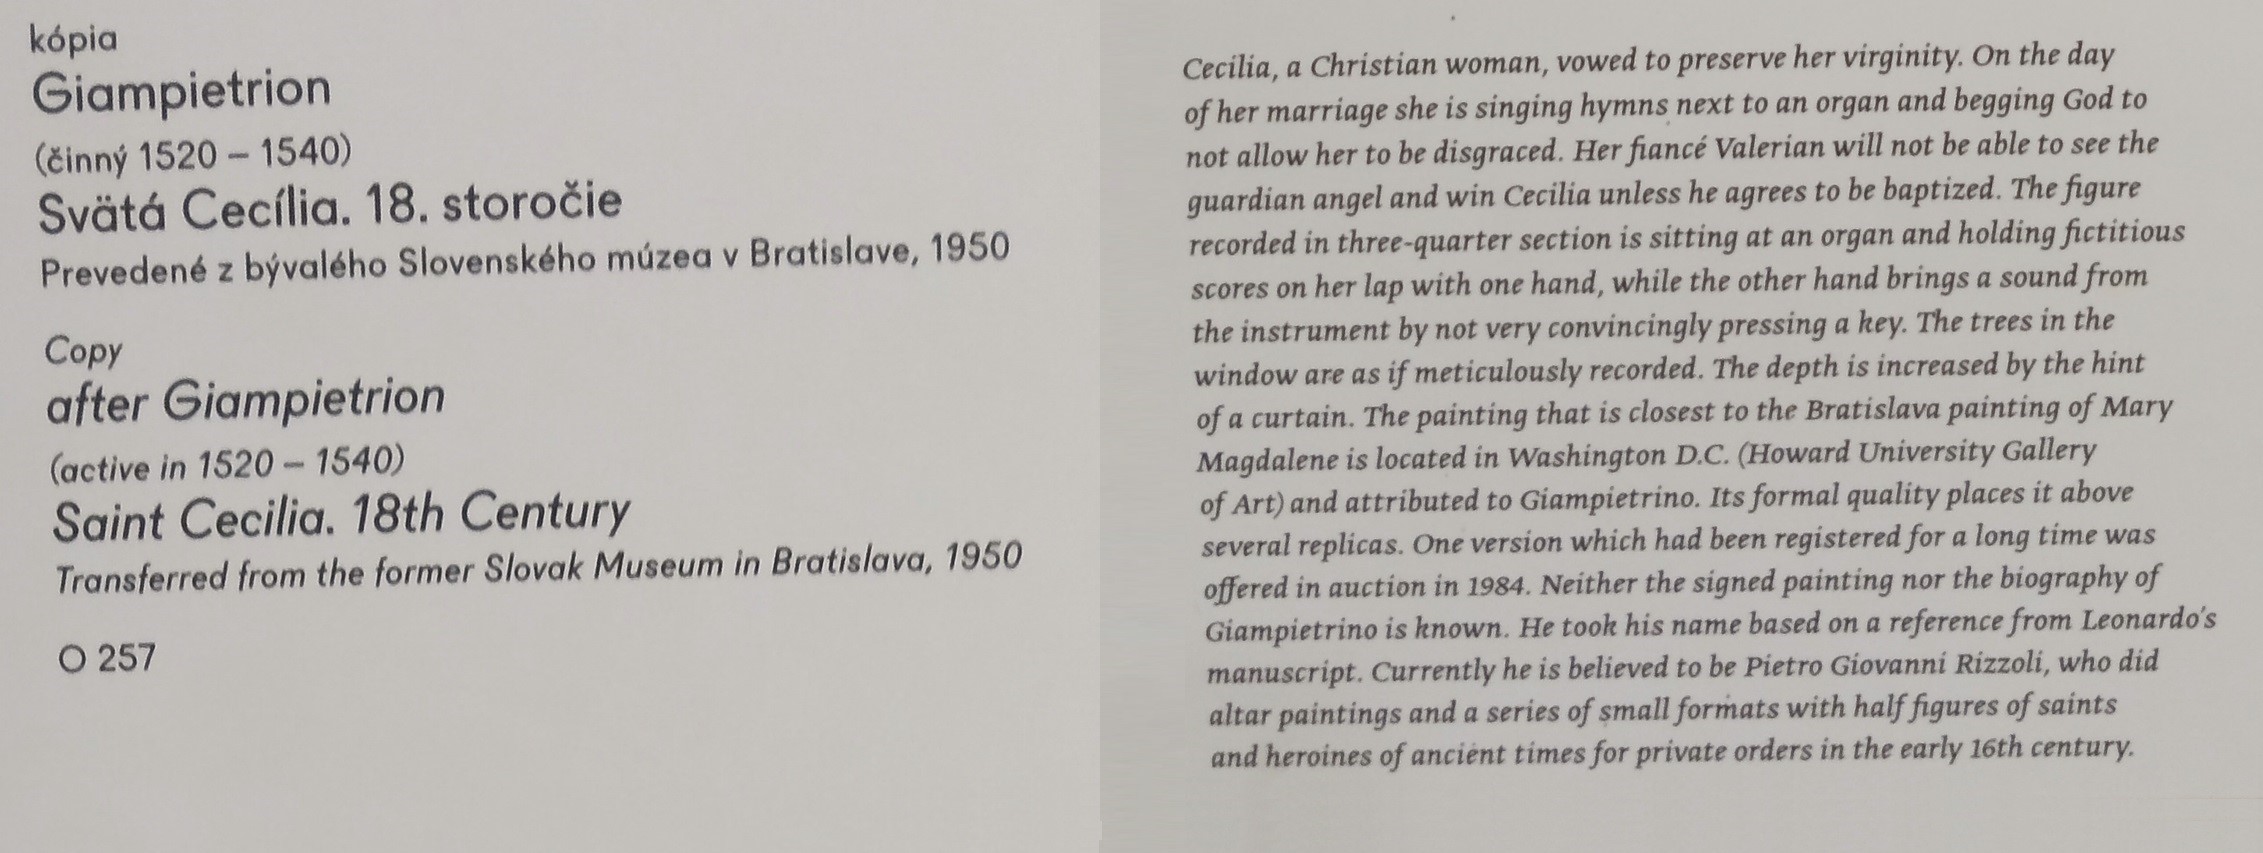 kópia
Giampietrion
(činný 1520 – 1540)
Svätá Cecília. 18. storočie
Prevedené z bývalého Slovenského múzea v Bratislave, 1950
Copy
after Giampietrion
(active in 1520 – 1540)
Saint Cecilia. 18th Century
Transferred from the former Slovak Museum in Bratislava, 1950
O 257
Cecilia, a Christian woman, vowed to preserve her virginity. On the day
of her marriage she is singing hymns next to an organ and begging God to
not allow her to be disgraced. Her fiancé Valerian will not be able to see the
guardian angel and win Cecilia unless he agrees to be baptized. The figure
recorded in three-quarter section is sitting at an organ and holding fictitious
scores on her lap with one hand, while the other hand brings a sound from
the instrument by not very convincingly pressing a key. The trees in the
window are as if meticulously recorded. The depth is increased by the hint
of a curtain. The painting that is closest to the Bratislava painting of Mary
Magdalene is located in Washington D.C. (Howard University Gallery
of Art) and attributed to Giampietrino. Its formal quality places it above
several replicas. One version which had been registered for a long time was
offered in auction in 1984. Neither the signed painting nor the biography of
Giampietrino is known. He took his name based on a reference from Leonardo's
manuscript. Currently he is believed to be Pietro Giovanni Rizzoli, who did
altar paintings and a series of small formats with half figures of saints
and heroines of ancient times for private orders in the early 16th century.